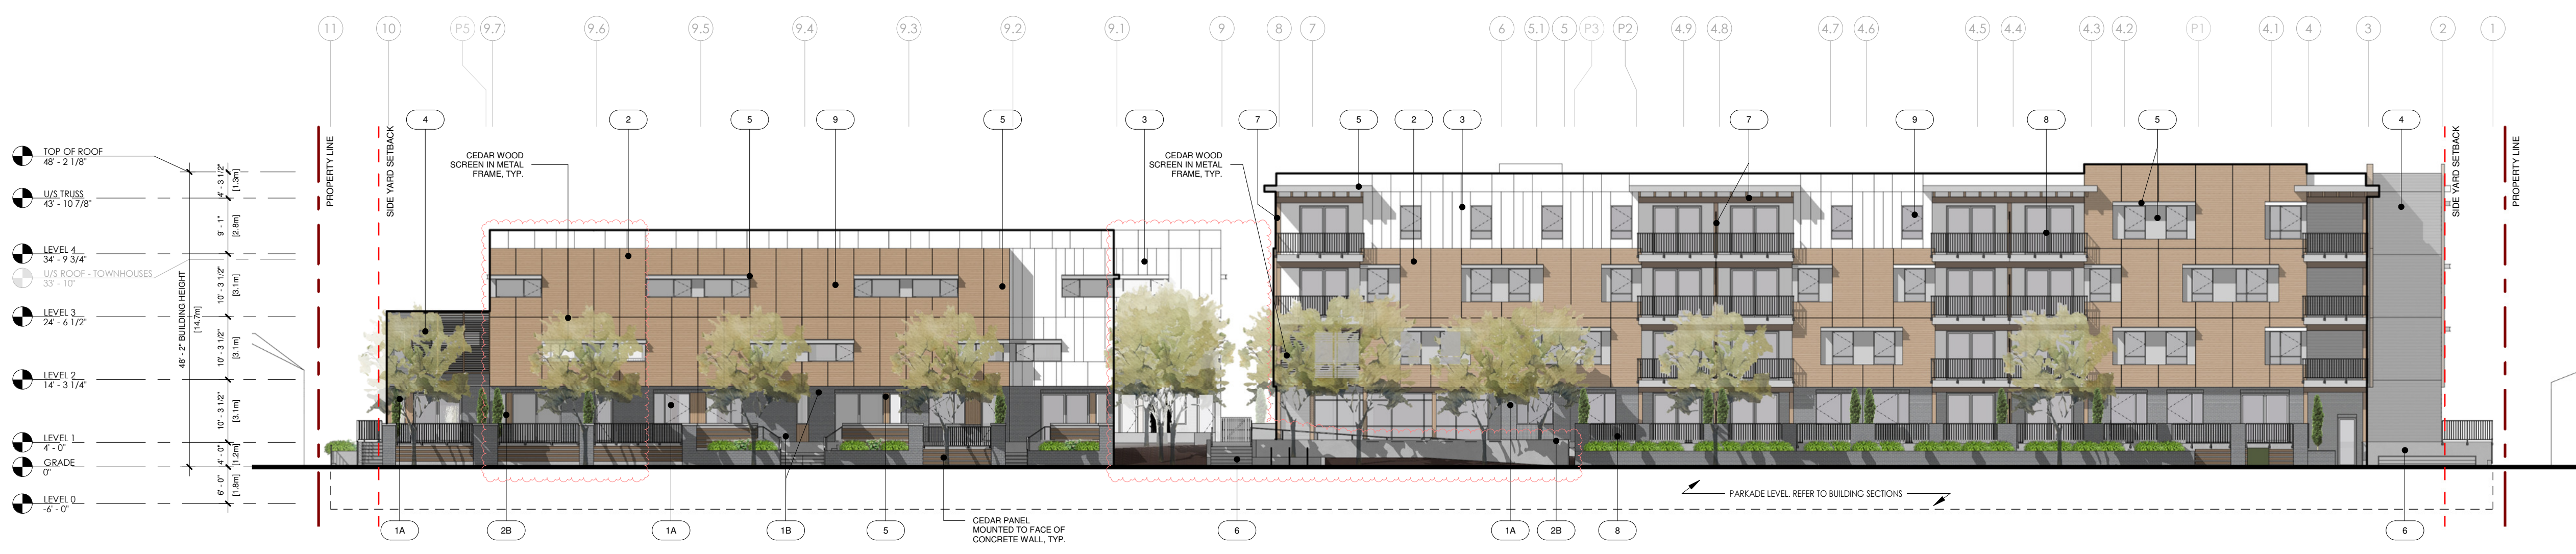 11
10
P5
9.7
9.6
9.5
9.4
9.3
9.2
9.1
9
8
7
6
5.1
5
P3
P2
4.9
4.8
4.7
4.6
4.5
4.4
4.3
4.2
P1
4.1
4
3
2
1
4
2
5
9
5
3
7
5
2
3
7
9
8
5
4
TOP OF ROOF
48' - 2 1/8"
U/S TRUSS
43' - 10 7/8"
LEVEL 4
34' - 9 3/4"
U/S ROOF - TOWNHOUSES
33' - 10"
LEVEL 3
24' - 6 1/2"
LEVEL 2
14' - 3 1/4"
LEVEL 1
4' - 0"
GRADE
0"
LEVEL 0
-6' - 0"
48' - 2" BUILDING HEIGHT
[14.7m]
4' - 3 1/2"
[1.3m]
9' - 1"
[2.8m]
10' - 3 1/2"
[3.1m]
10' - 3 1/2"
[3.1m]
10' - 3 1/2"
[3.1m]
4' - 0"
[1.2m]
6' - 0"
[1.8m]
PROPERTY LINE
SIDE YARD SETBACK
CEDAR WOOD
SCREEN IN METAL
FRAME, TYP.
CEDAR WOOD
SCREEN IN METAL
FRAME, TYP.
SIDE YARD SETBACK
PROPERTY LINE
PARKADE LEVEL. REFER TO BUILDING SECTIONS
1A
2B
1A
1B
5
CEDAR PANEL
MOUNTED TO FACE OF
CONCRETE WALL, TYP.
6
1A
2B
8
6